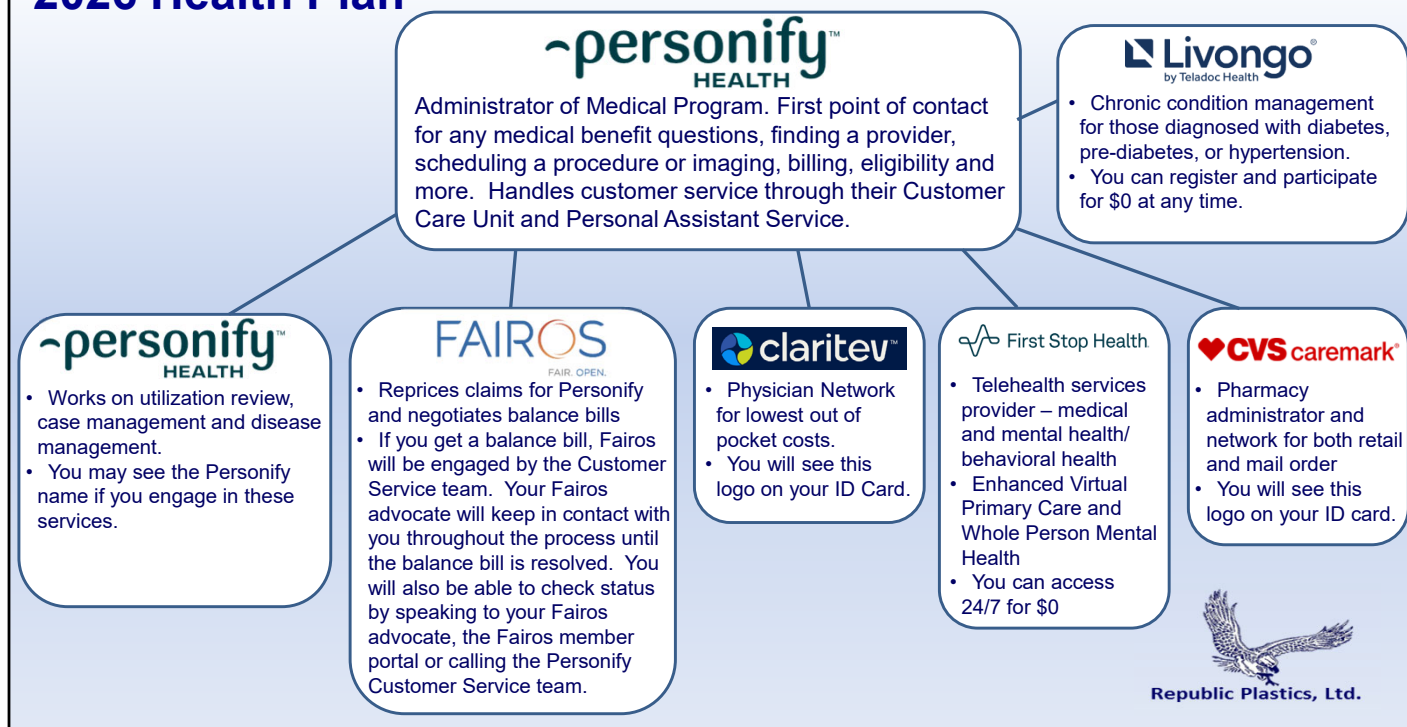 2026 Health Plan
~personify™
HEALTH
Administrator of Medical Program. First point of contact
for any medical benefit questions, finding a provider,
scheduling a procedure or imaging, billing, eligibility and
more. Handles customer service through their Customer
Care Unit and Personal Assistant Service.
Livongo®
by Teladoc Health
• Chronic condition management
for those diagnosed with diabetes,
pre-diabetes, or hypertension.
• You can register and participate
for $0 at any time.
~personify™
HEALTH
• Works on utilization review,
case management and disease
management.
• You may see the Personify
name if you engage in these
services.
FAIROS
FAIR. OPEN.
• Reprices claims for Personify
and negotiates balance bills
• If you get a balance bill, Fairos
will be engaged by the Customer
Service team. Your Fairos
advocate will keep in contact with
you throughout the process until
the balance bill is resolved. You
will also be able to check status
by speaking to your Fairos
advocate, the Fairos member
portal or calling the Personify
Customer Service team.
claritev™
• Physician Network
for lowest out of
pocket costs.
• You will see this
logo on your ID Card.
First Stop Health
• Telehealth services
provider – medical
and mental health/
behavioral health
• Enhanced Virtual
Primary Care and
Whole Person Mental
Health
• You can access
24/7 for $0
CVS caremark®
• Pharmacy
administrator and
network for both retail
and mail order
• You will see this
logo on your ID card.
Republic Plastics, Ltd.